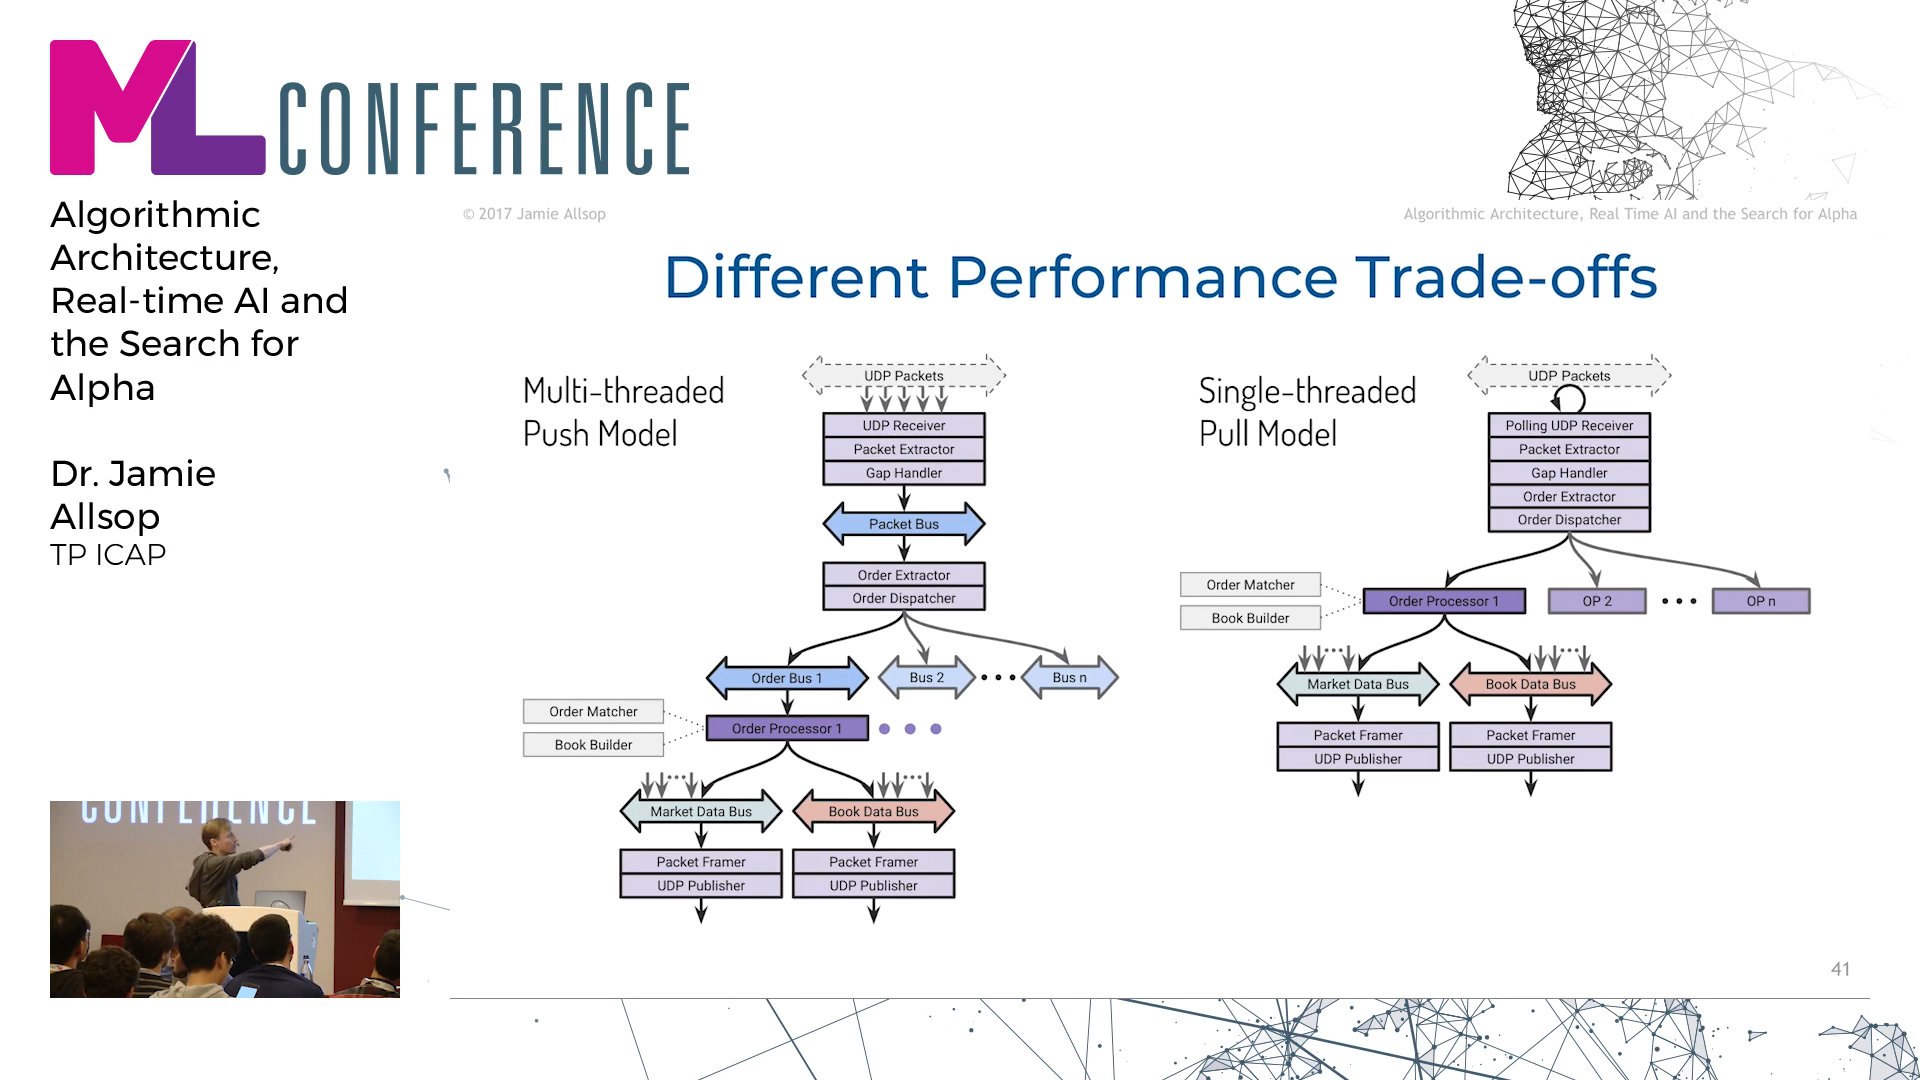 ML CONFERENCE
Algorithmic
Architecture,
Real-time AI and
the Search for
Alpha
Dr. Jamie
Allsop
TP ICAP
CONFERENCE
© 2017 Jamie Allsop
Algorithmic Architecture, Real Time AI and the Search for Alpha
Different Performance Trade-offs
Multi-threaded
Push Model
UDP Packets
UDP Receiver
Packet Extractor
Gap Handler
Packet Bus
Order Extractor
Order Dispatcher
Order Bus 1
Bus 2
Bus n
Order Matcher
Book Builder
Order Processor 1
Market Data Bus
Book Data Bus
Packet Framer
UDP Publisher
Packet Framer
UDP Publisher
Single-threaded
Pull Model
UDP Packets
Polling UDP Receiver
Packet Extractor
Gap Handler
Order Extractor
Order Dispatcher
Order Matcher
Book Builder
Order Processor 1
OP 2
OP n
Market Data Bus
Book Data Bus
Packet Framer
UDP Publisher
Packet Framer
UDP Publisher
41